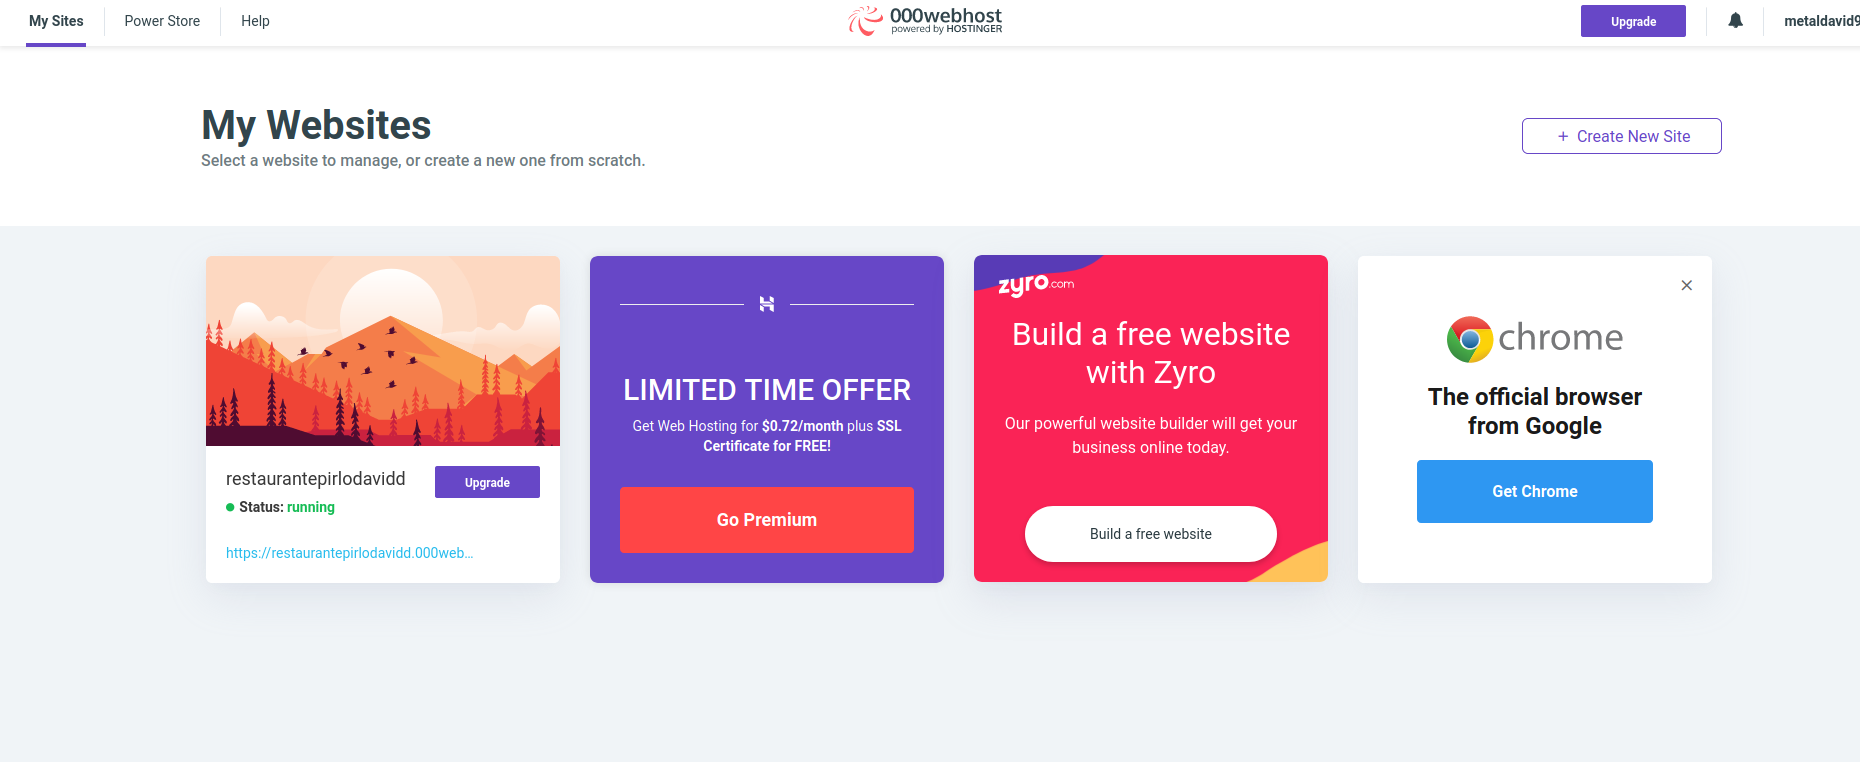 My Sites
Power Store
Help
000webhost
powered by HOSTINGER
Upgrade
metaldavid9
My Websites
Select a website to manage, or create a new one from scratch.
+ Create New Site
restaurantepirlodavidd
Upgrade
Status: running
https://restaurantepirlodavidd.000web...
LIMITED TIME OFFER
Get Web Hosting for $0.72/month plus SSL
Certificate for FREE!
Go Premium
zyro.com
Build a free website
with Zyro
Our powerful website builder will get your
business online today.
Build a free website
chrome
The official browser
from Google
Get Chrome